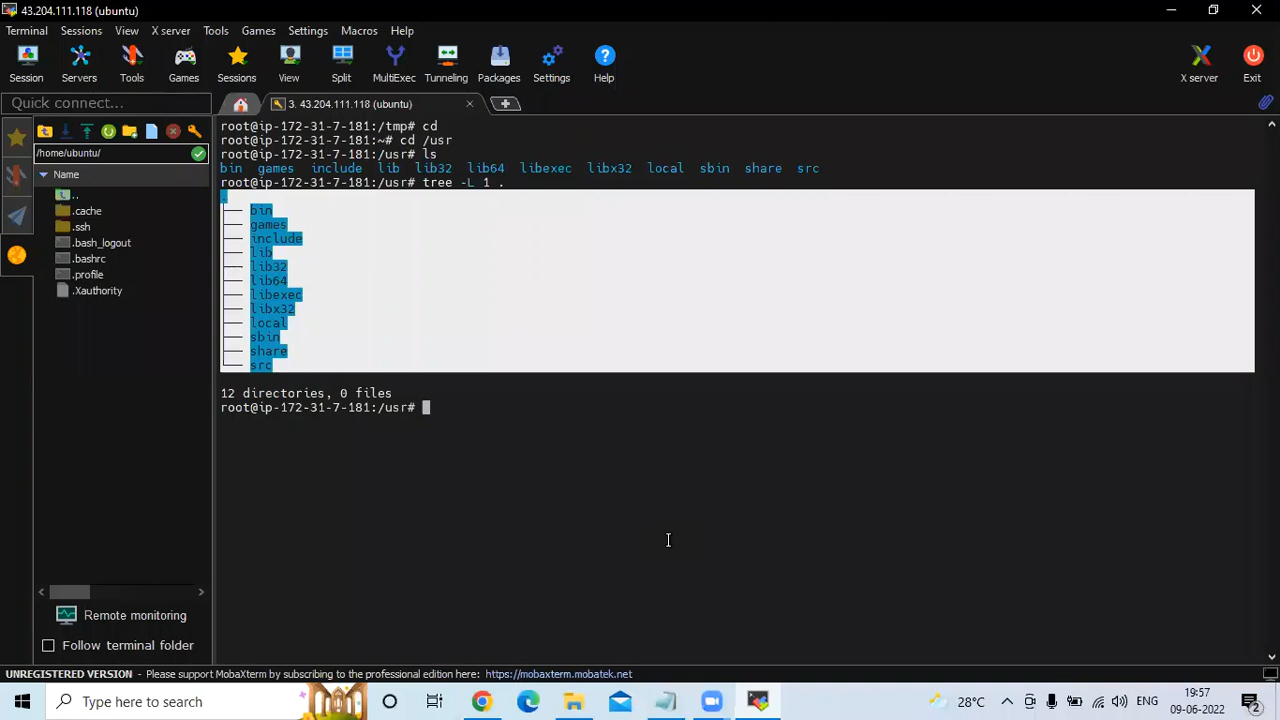 43.204.111.118 (ubuntu)
Terminal Sessions View X server Tools Games Settings Macros Help
Session Servers Tools Games Sessions View Split MultiExec Tunneling Packages Settings Help X server Exit
Quick connect...
3. 43.204.111.118 (ubuntu)
/home/ubuntu/
Name
..
.cache
.ssh
.bash_logout
.bashrc
.profile
.Xauthority
Remote monitoring
Follow terminal folder
root@ip-172-31-7-181:/tmp# cd
root@ip-172-31-7-181:~# cd /usr
root@ip-172-31-7-181:/usr# ls
bin games include lib lib32 lib64 libexec libx32 local sbin share src
root@ip-172-31-7-181:/usr# tree -L 1 .
.
├── bin
├── games
├── include
├── lib
├── lib32
├── lib64
├── libexec
├── libx32
├── local
├── sbin
├── share
└── src
12 directories, 0 files
root@ip-172-31-7-181:/usr#
UNREGISTERED VERSION - Please support MobaXterm by subscribing to the professional edition here: https://mobaxterm.mobatek.net
Type here to search
28°C
ENG
19:57
09-06-2022
2